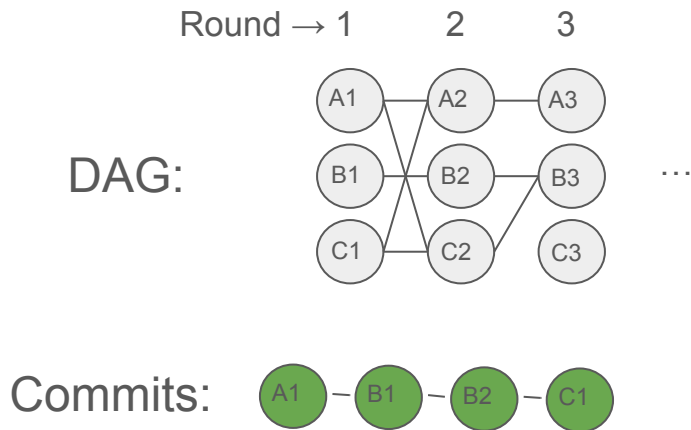 Round → 1 2 3
A1 A2 A3
DAG: B1 B2 B3 ...
C1 C2 C3
Commits: A1 B1 B2 C1